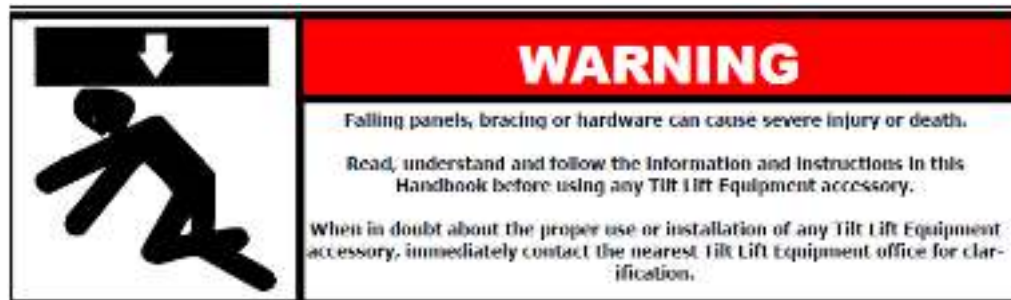 WARNING
Falling panels, bracing or hardware can cause severe injury or death.
Read, understand and follow the information and instructions in this
Handbook before using any Tilt Lift Equipment accessory.
When in doubt about the proper use or installation of any Tilt Lift Equipment
accessory, immediately contact the nearest Tilt Lift Equipment office for clar-
ification.